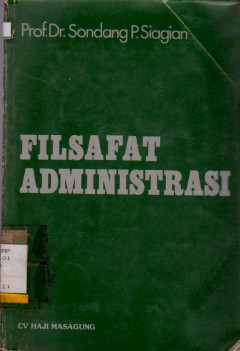 Prof. Dr. Sondang P. Siagian
FILSAFAT
ADMINISTRASI
CV HAJI MASAGUNG